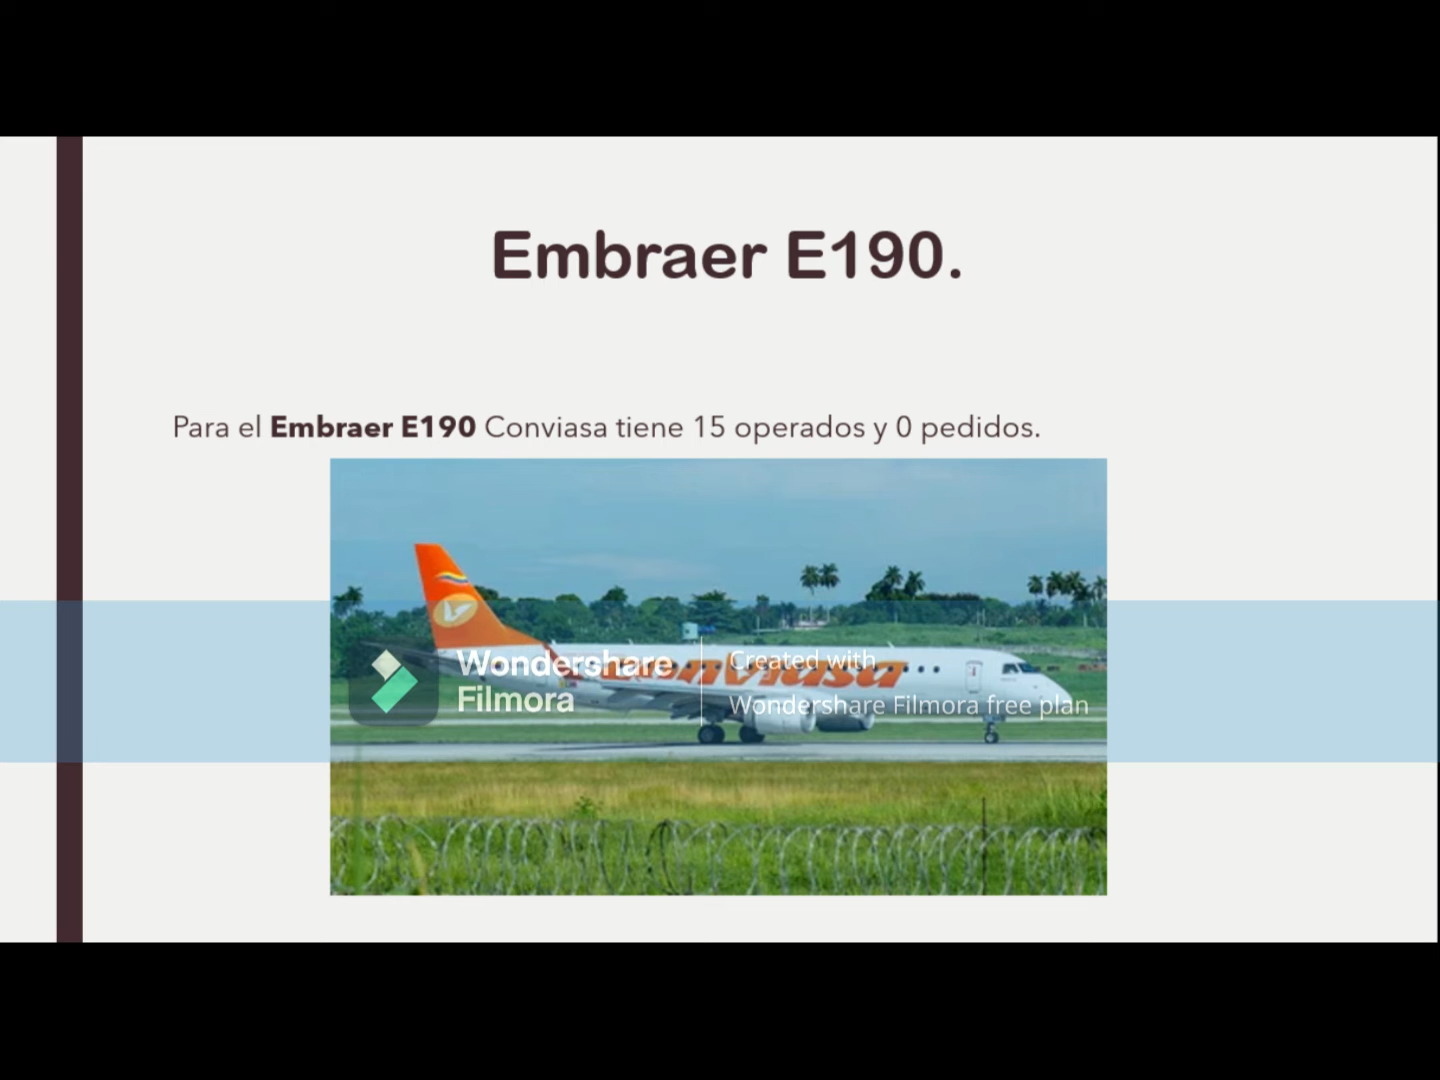 Embraer E190.
Para el Embraer E190 Conviasa tiene 15 operados y 0 pedidos.
Conviasa
Wondershare
Filmora
Created with
Wondershare Filmora free plan